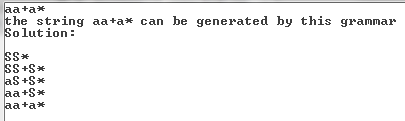 aa+a*
the string aa+a* can be generated by this grammar
Solution:
SS*
SS+S*
aS+S*
aa+S*
aa+a*